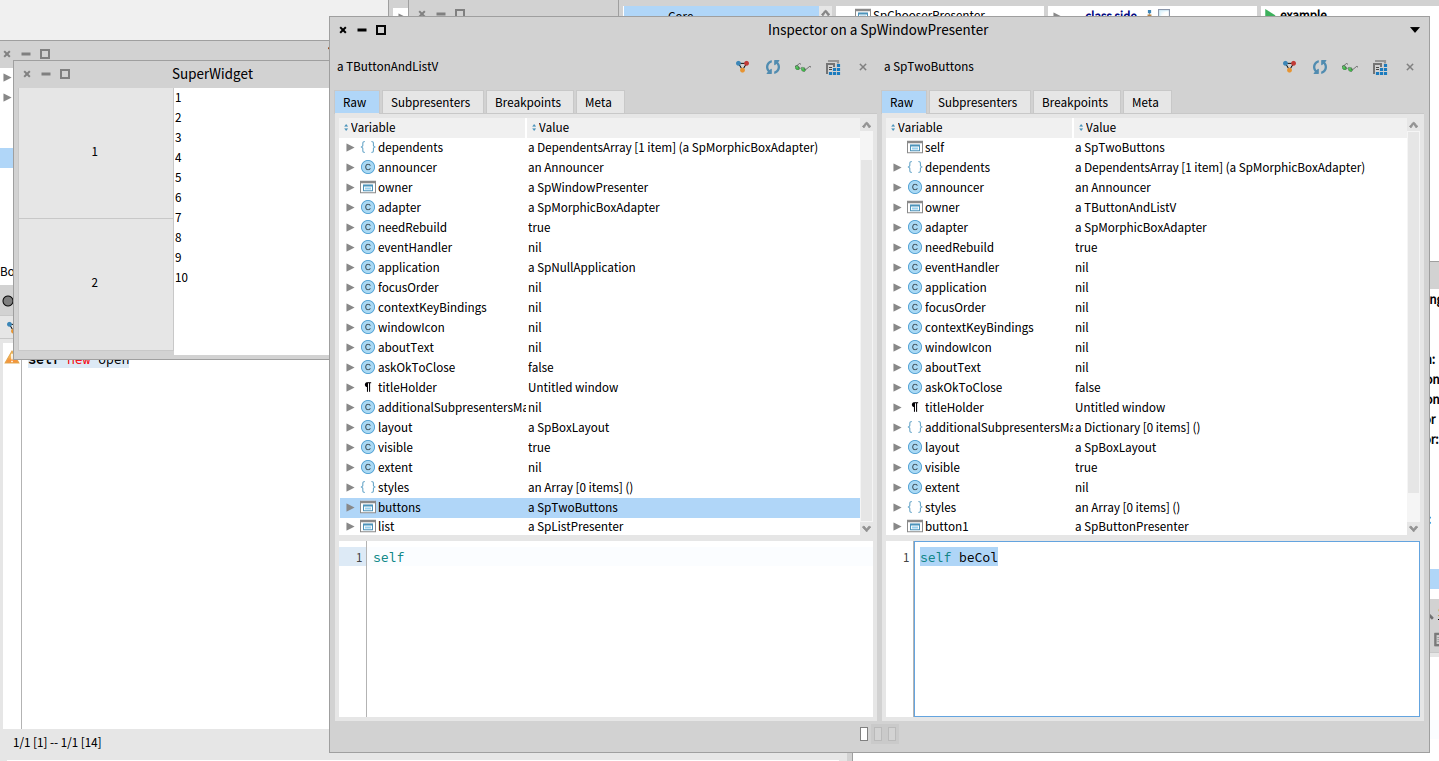 Core
SpChooserPresenter
class side
example
Inspector on a SpWindowPresenter
SuperWidget
1
2
1
2
3
4
5
6
7
8
9
10
Bo
self new open
1/1 [1] -- 1/1 [14]
a TButtonAndListV
Raw
Subpresenters
Breakpoints
Meta
Variable Value
{ } dependents a DependentsArray [1 item] (a SpMorphicBoxAdapter)
C announcer an Announcer
owner a SpWindowPresenter
C adapter a SpMorphicBoxAdapter
C needRebuild true
C eventHandler nil
C application a SpNullApplication
C focusOrder nil
C contextKeyBindings nil
C windowIcon nil
C aboutText nil
C askOkToClose false
¶ titleHolder Untitled window
C additionalSubpresentersMa nil
C layout a SpBoxLayout
C visible true
C extent nil
{ } styles an Array [0 items] ()
buttons a SpTwoButtons
list a SpListPresenter
1 self
a SpTwoButtons
Raw
Subpresenters
Breakpoints
Meta
Variable Value
self a SpTwoButtons
{ } dependents a DependentsArray [1 item] (a SpMorphicBoxAdapter)
C announcer an Announcer
owner a TButtonAndListV
C adapter a SpMorphicBoxAdapter
C needRebuild true
C eventHandler nil
C application nil
C focusOrder nil
C contextKeyBindings nil
C windowIcon nil
C aboutText nil
C askOkToClose false
¶ titleHolder Untitled window
{ } additionalSubpresentersMa a Dictionary [0 items] ()
C layout a SpBoxLayout
C visible true
C extent nil
{ } styles an Array [0 items] ()
button1 a SpButtonPresenter
1 self beCol